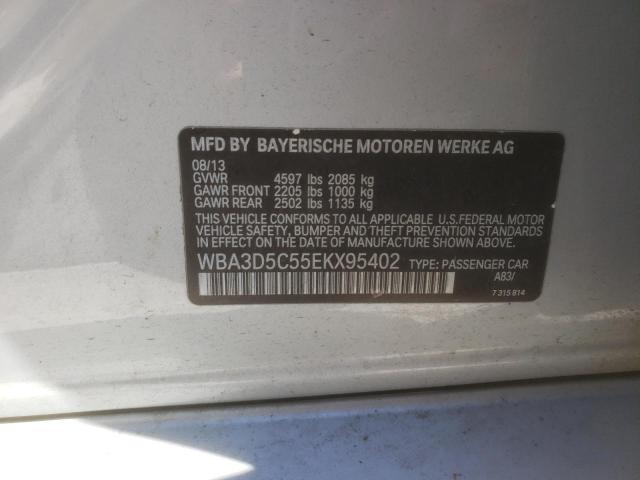 MFD BY BAYERISCHE MOTOREN WERKE AG
08/13
GVWR 4597 lbs 2085 kg
GAWR FRONT 2205 lbs 1000 kg
GAWR REAR 2502 lbs 1135 kg
THIS VEHICLE CONFORMS TO ALL APPLICABLE U.S.FEDERAL MOTOR
VEHICLE SAFETY, BUMPER AND THEFT PREVENTION STANDARDS
IN EFFECT ON THE DATE OF MANUFACTURE SHOWN ABOVE.
WBA3D5C55EKX95402 TYPE: PASSENGER CAR
A83/
7 315 814